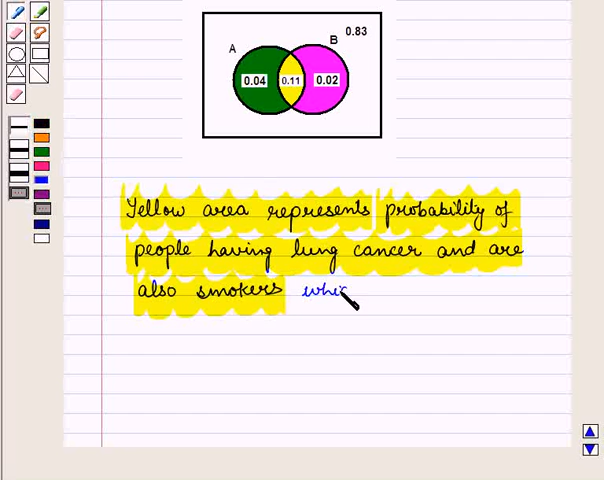 0.83
A
B
0.04
0.11
0.02
Yellow area represents probability of
people having lung cancer and are
also smokers whi